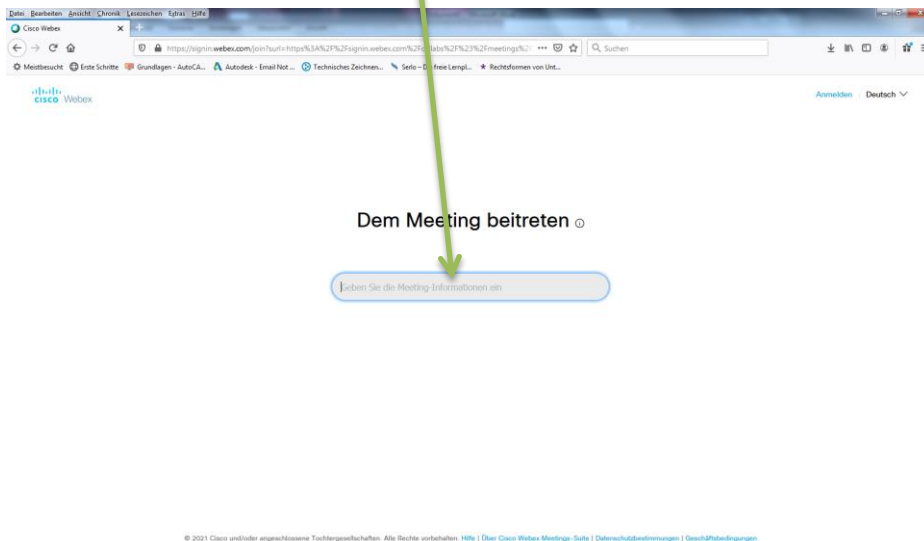 Datei Bearbeiten Ansicht Chronik Lesezeichen Extras Hilfe
Cisco Webex
https://signin.webex.com/join?surl=https%3A%2F%2Fsignin.webex.com%2Fcollabs%2F%23%2Fmeetings%2
Suchen
Meistbesucht Erste Schritte Grundlagen - AutoCA... Autodesk - Email Not ... Technisches Zeichnen... Serlo – Die freie Lernpl... Rechtsformen von Unt...
cisco Webex
Anmelden Deutsch
Dem Meeting beitreten
Geben Sie die Meeting-Informationen ein
© 2021 Cisco und/oder angeschlossene Tochtergesellschaften. Alle Rechte vorbehalten. Hilfe | Über Cisco Webex Meetings-Suite | Datenschutzbestimmungen | Geschäftsbedingungen